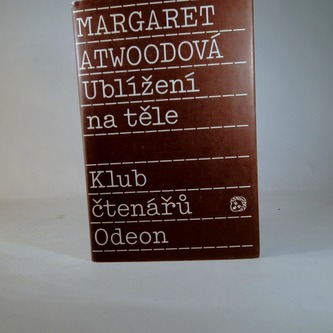 MARGARET
ATWOODOVÁ
Ublížení
na těle
Klub
čtenářů
Odeon